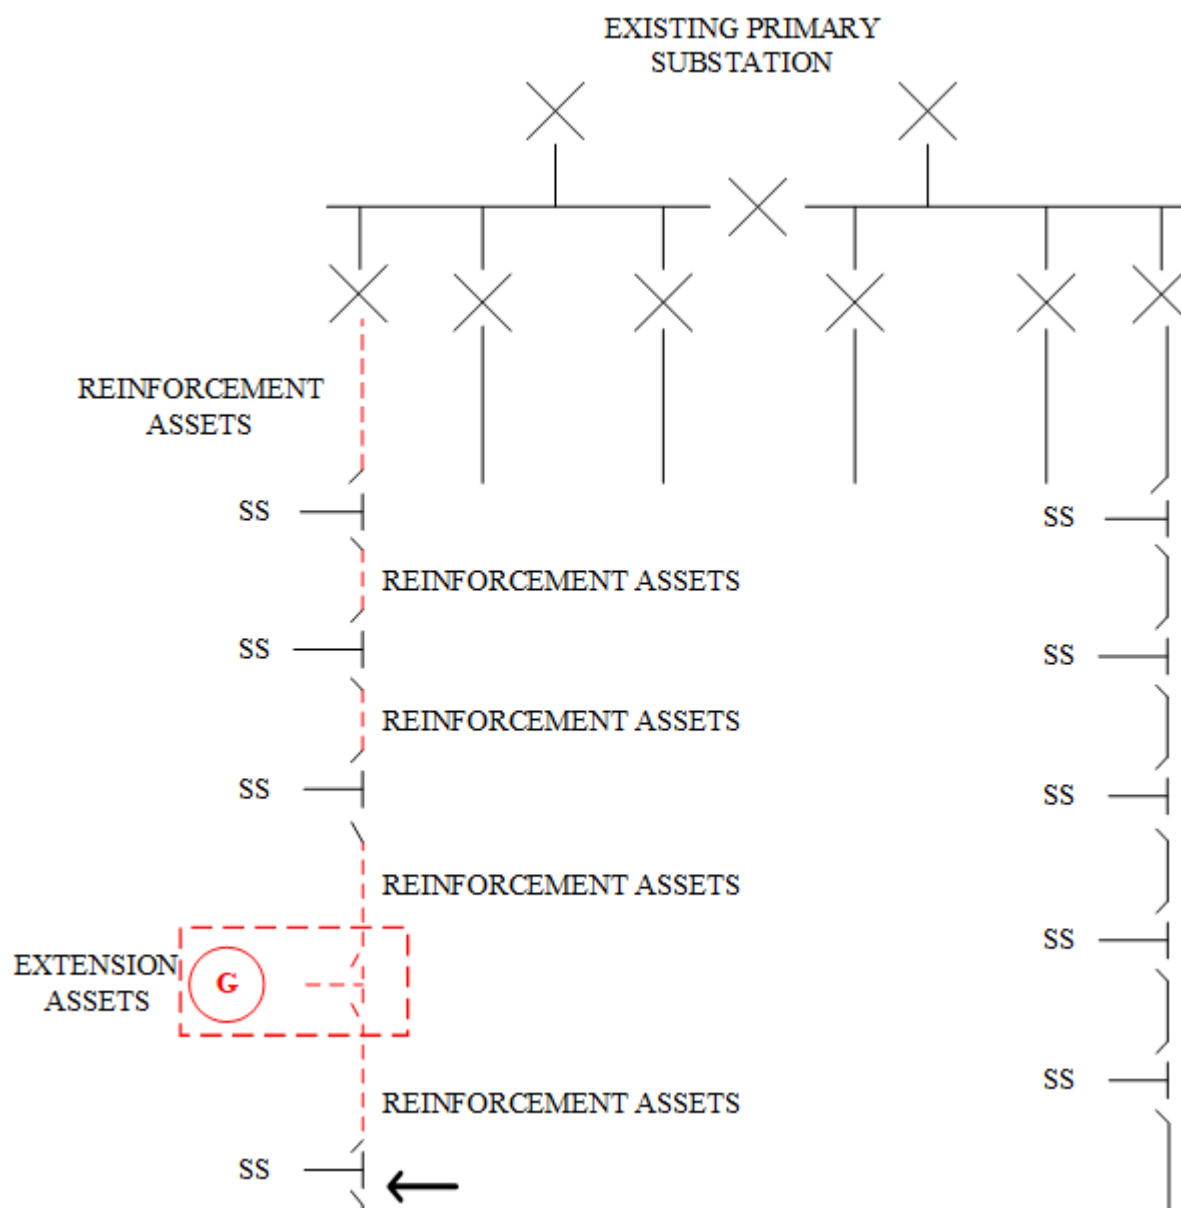 EXISTING PRIMARY
SUBSTATION
REINFORCEMENT
ASSETS
SS
SS
REINFORCEMENT ASSETS
SS
SS
REINFORCEMENT ASSETS
SS
SS
REINFORCEMENT ASSETS
SS
EXTENSION
ASSETS
G
SS
REINFORCEMENT ASSETS
SS